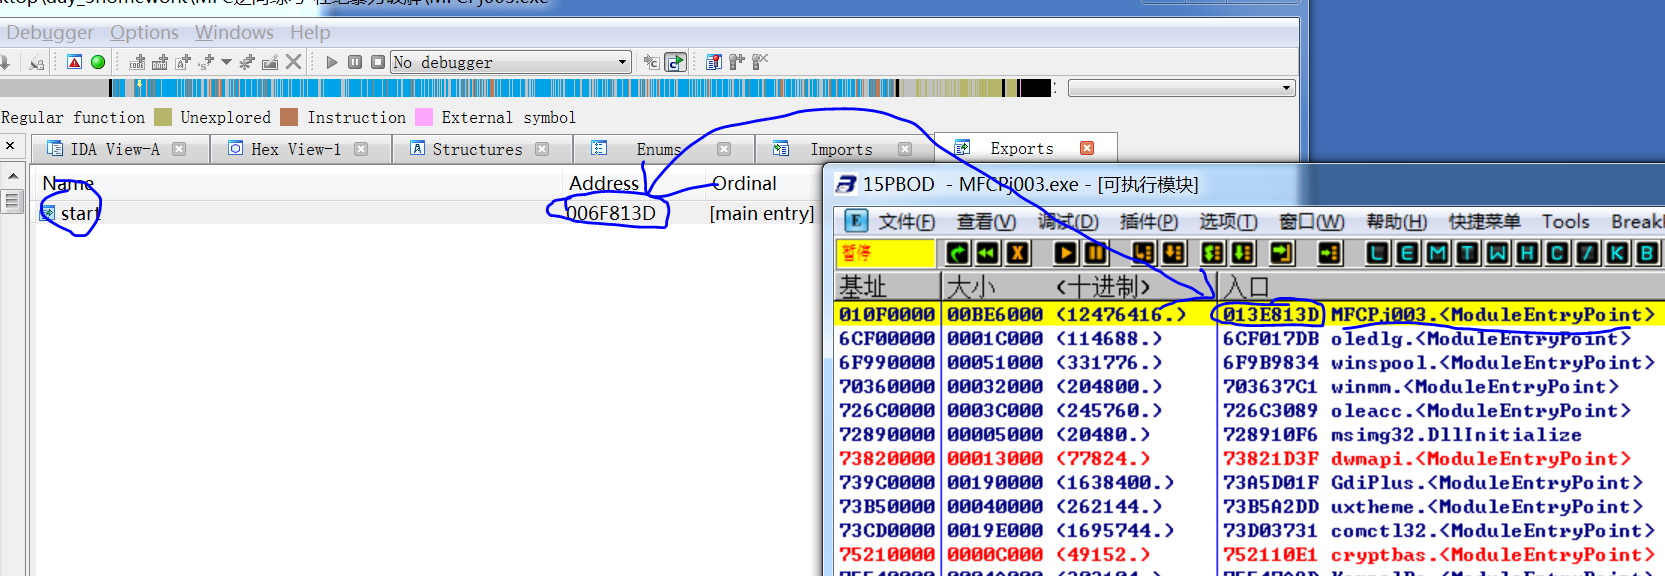 Debugger Options Windows Help
No debugger
Regular function Unexplored Instruction External symbol
IDA View-A Hex View-1 Structures Enums Imports Exports
Name Address Ordinal
start 006F813D [main entry]
15PBOD - MFCPj003.exe - [可执行模块]
E 文件(F) 查看(V) 调试(D) 插件(P) 选项(T) 窗口(W) 帮助(H) 快捷菜单 Tools
暂停 L E M T W H C / K B
基址 大小 <十进制> 入口
010F0000 00BE6000 <12476416.> 013E813D MFCPj003.<ModuleEntryPoint>
6CF00000 0001C000 <114688.> 6CF017DB oledlg.<ModuleEntryPoint>
6F990000 00051000 <331776.> 6F9B9834 winspool.<ModuleEntryPoint>
70360000 00032000 <204800.> 703637C1 winmm.<ModuleEntryPoint>
726C0000 0003C000 <245760.> 726C3089 oleacc.<ModuleEntryPoint>
72890000 00005000 <20480.> 728910F6 msimg32.DllInitialize
73820000 00013000 <77824.> 73821D3F dwmapi.<ModuleEntryPoint>
739C0000 00190000 <1638400.> 73A5D01F GdiPlus.<ModuleEntryPoint>
73B50000 00040000 <262144.> 73B5A2DD uxtheme.<ModuleEntryPoint>
73CD0000 0019E000 <1695744.> 73D03731 comctl32.<ModuleEntryPoint>
75210000 0000C000 <49152.> 752110E1 cryptbas.<ModuleEntryPoint>